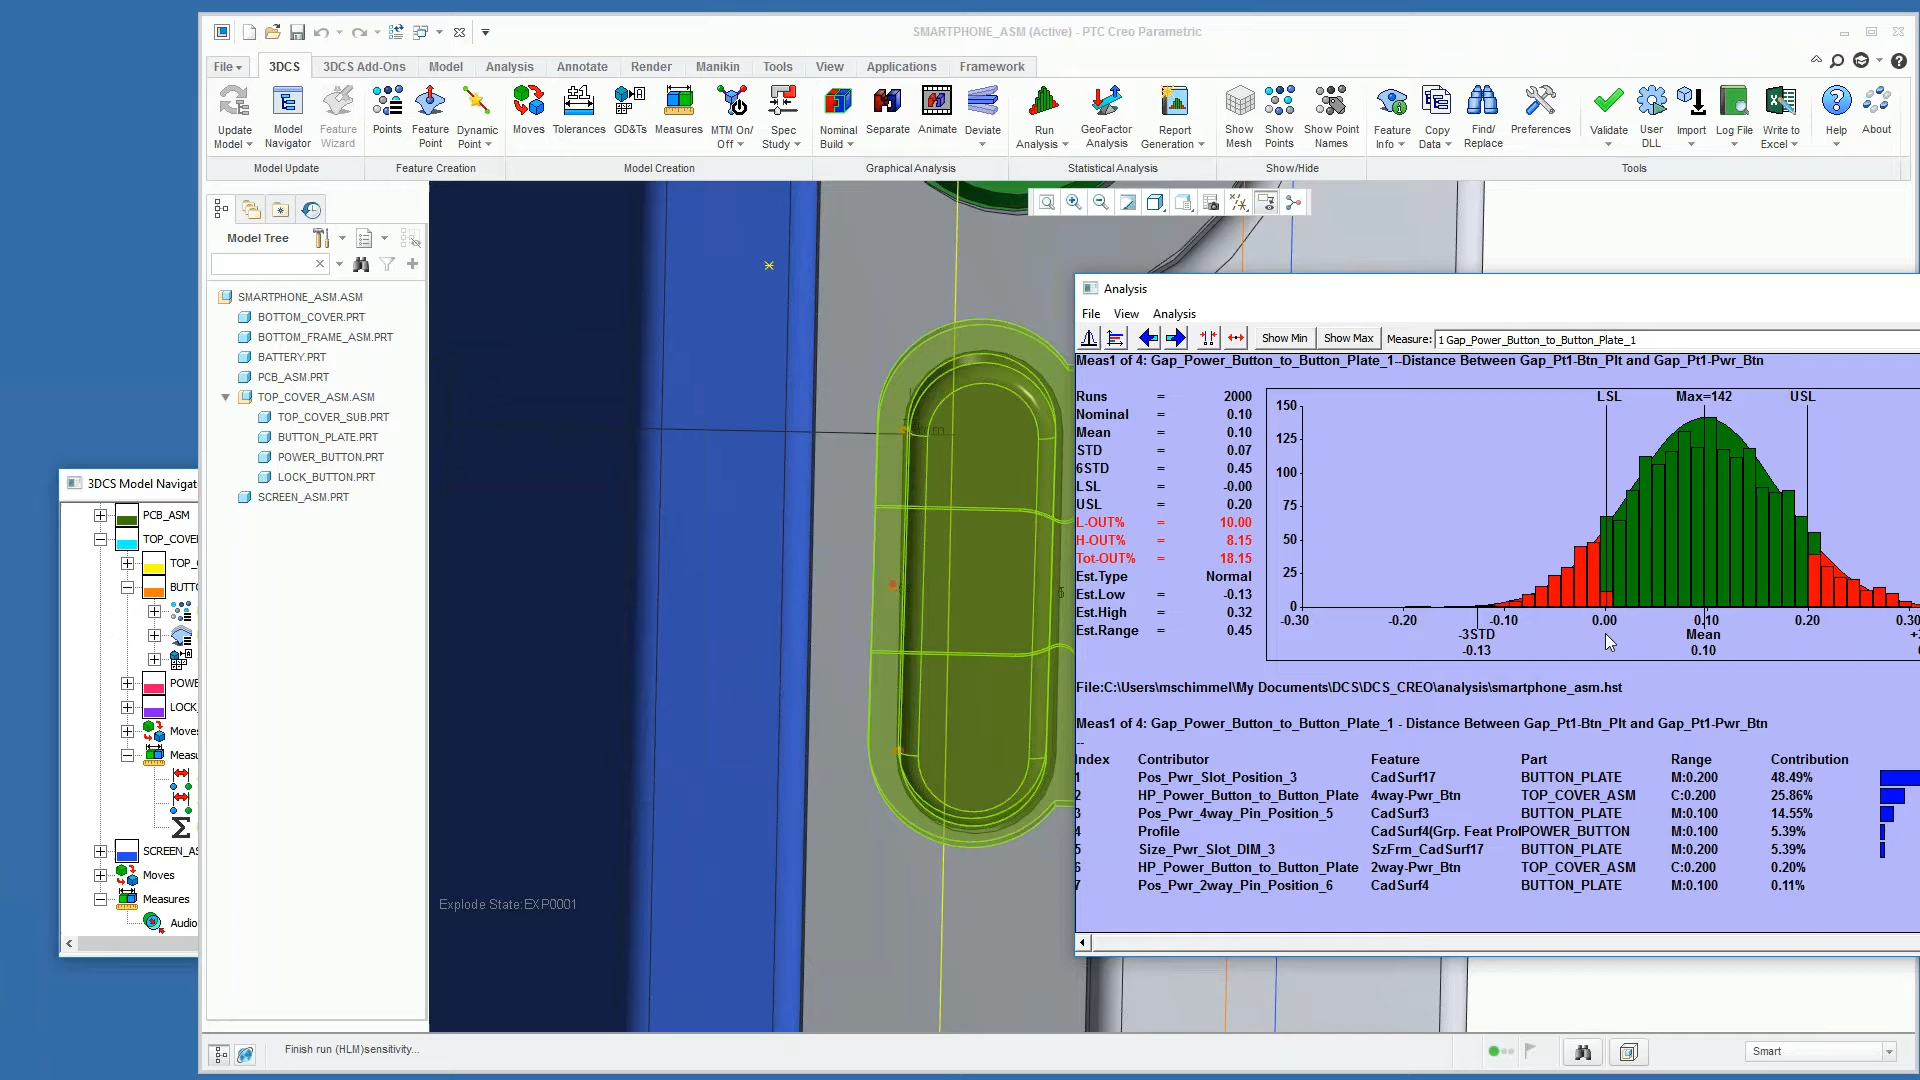 SMARTPHONE_ASM (Active) - PTC Creo Parametric
File 3DCS 3DCS Add-Ons Model Analysis Annotate Render Manikin Tools View Applications Framework
Update Model
Model Navigator
Feature Wizard
Points
Feature Point
Dynamic Point
Moves
Tolerances
GD&Ts
Measures
MTM On/ Off
Spec Study
Nominal Build
Separate
Animate
Deviate
Run Analysis
GeoFactor Analysis
Report Generation
Show Mesh
Show Points
Show Point Names
Feature Info
Copy Data
Find/ Replace
Preferences
Validate
User DLL
Import
Log File
Write to Excel
Help
About
Model Update Feature Creation Model Creation Graphical Analysis Statistical Analysis Show/Hide Tools
Model Tree
SMARTPHONE_ASM.ASM
BOTTOM_COVER.PRT
BOTTOM_FRAME_ASM.PRT
BATTERY.PRT
PCB_ASM.PRT
TOP_COVER_ASM.ASM
TOP_COVER_SUB.PRT
BUTTON_PLATE.PRT
POWER_BUTTON.PRT
LOCK_BUTTON.PRT
SCREEN_ASM.PRT
3DCS Model Navigat
PCB_ASM
TOP_COVE
TOP_
BUTT
POWE
LOCK
Moves
Measu
SCREEN_AS
Moves
Measures
Audio
Explode State:EXP0001
Analysis
File View Analysis
Show Min Show Max Measure: 1 Gap_Power_Button_to_Button_Plate_1
Meas1 of 4: Gap_Power_Button_to_Button_Plate_1--Distance Between Gap_Pt1-Btn_Plt and Gap_Pt1-Pwr_Btn
Runs = 2000
Nominal = 0.10
Mean = 0.10
STD = 0.07
6STD = 0.45
LSL = -0.00
USL = 0.20
L-OUT% = 10.00
H-OUT% = 8.15
Tot-OUT% = 18.15
Est.Type Normal
Est.Low = -0.13
Est.High = 0.32
Est.Range = 0.45
LSL Max=142 USL
150
125
100
75
50
25
0
-0.30 -0.20 -0.10 0.00 0.10 0.20 0.30
-3STD Mean
-0.13 0.10
File:C:\Users\mschimmel\My Documents\DCS\DCS_CREO\analysis\smartphone_asm.hst
Meas1 of 4: Gap_Power_Button_to_Button_Plate_1 - Distance Between Gap_Pt1-Btn_Plt and Gap_Pt1-Pwr_Btn
--
Index Contributor Feature Part Range Contribution
1 Pos_Pwr_Slot_Position_3 CadSurf17 BUTTON_PLATE M:0.200 48.49%
2 HP_Power_Button_to_Button_Plate 4way-Pwr_Btn TOP_COVER_ASM C:0.200 25.86%
3 Pos_Pwr_4way_Pin_Position_5 CadSurf3 BUTTON_PLATE M:0.100 14.55%
4 Profile CadSurf4(Grp. Feat Prof POWER_BUTTON M:0.100 5.39%
5 Size_Pwr_Slot_DIM_3 SzFrm_CadSurf17 BUTTON_PLATE M:0.200 5.39%
6 HP_Power_Button_to_Button_Plate 2way-Pwr_Btn TOP_COVER_ASM C:0.200 0.20%
7 Pos_Pwr_2way_Pin_Position_6 CadSurf4 BUTTON_PLATE M:0.100 0.11%
Finish run (HLM)sensitivity...
Smart